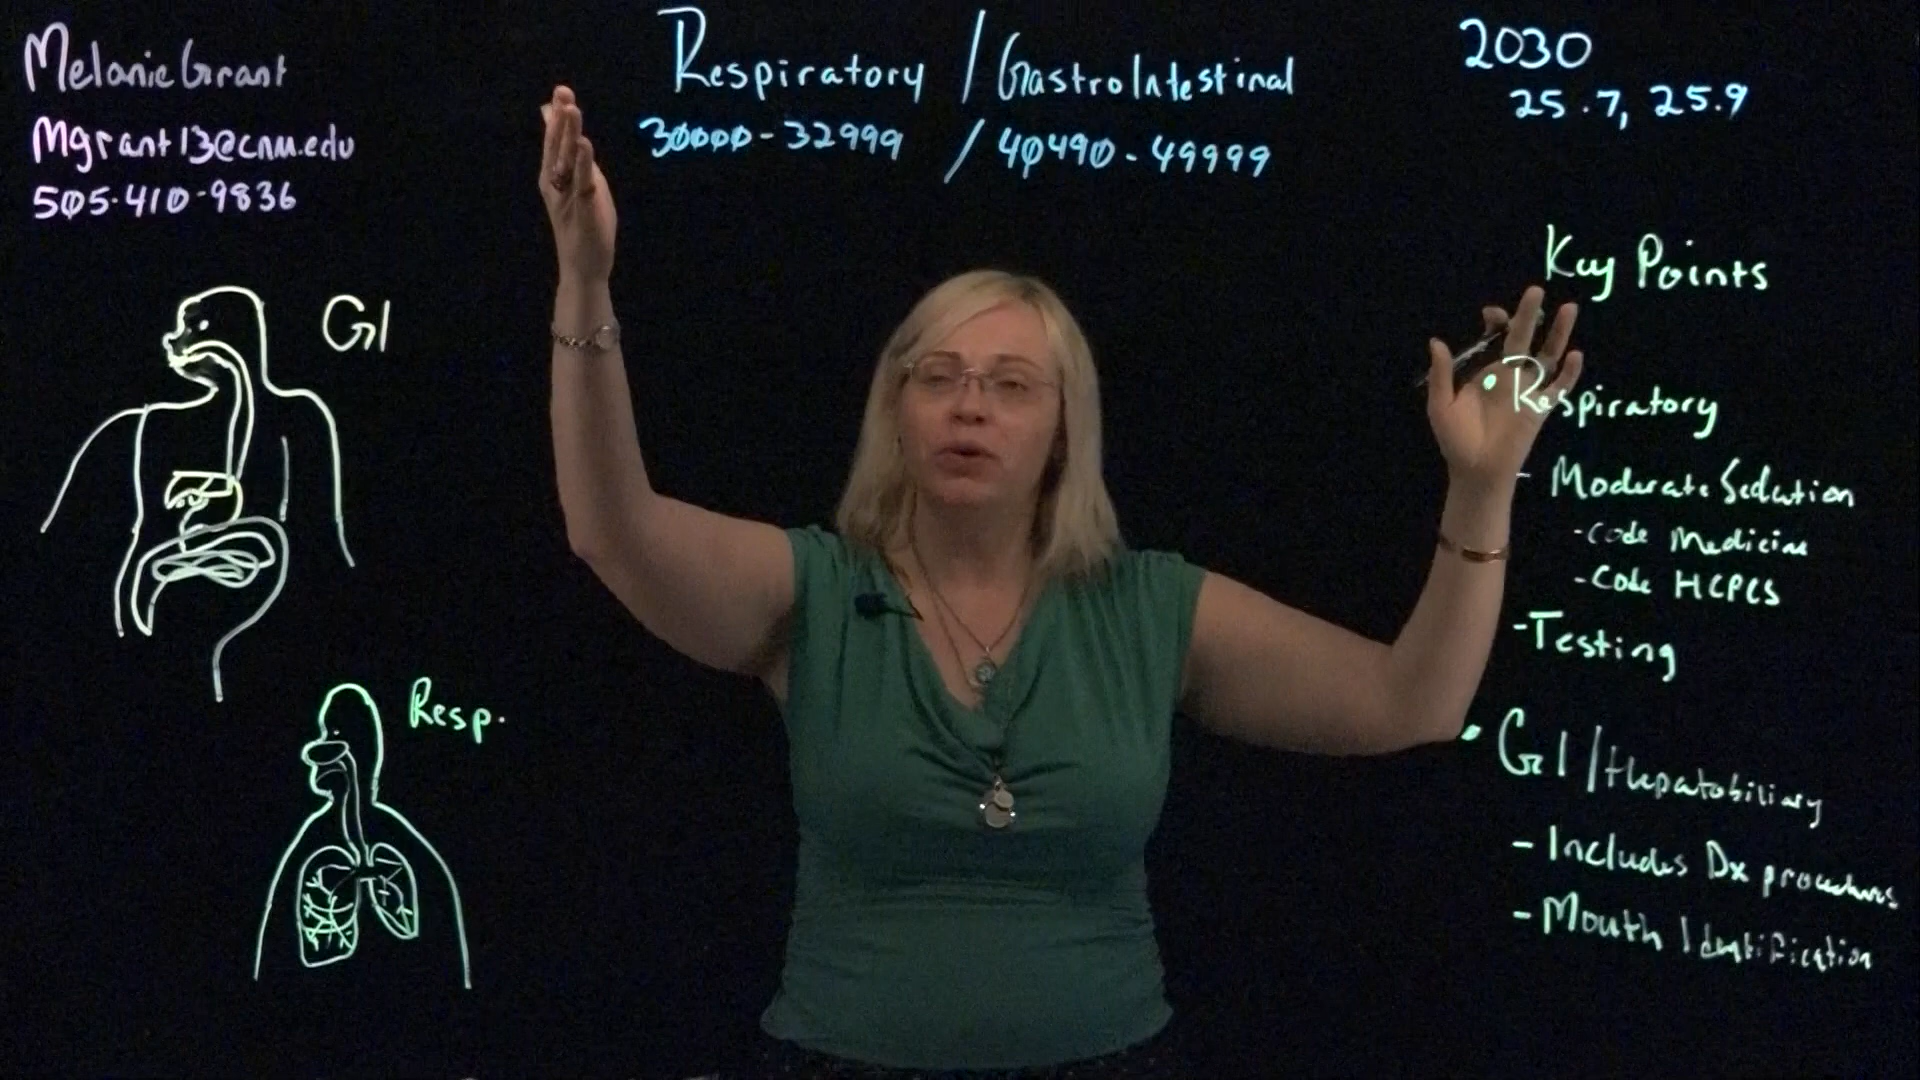 Melanie Grant
Mgrant13@cnm.edu
505.410-9836
Respiratory / GastroIntestinal
30000-32999 / 40490-49999
2030
25.7, 25.9
GI
Resp.
Key Points
• Respiratory
- Moderate Sedation
- Code Medicine
- Code HCPCS
- Testing
• GI / Hepatobiliary
- Includes Dx procedures
- Mouth Identification